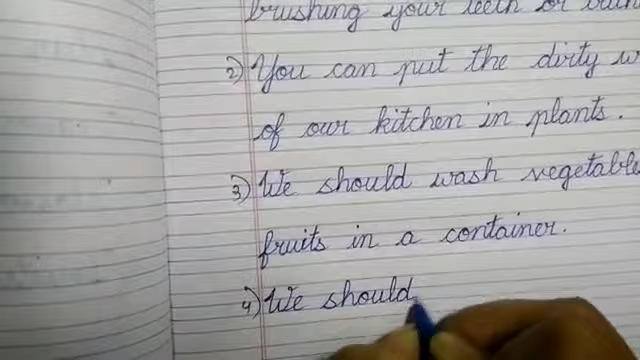 brushing your teeth or
2) You can put the dirty
of our kitchen in plants.
3) We should wash vegetable
fruits in a container.
4) We should